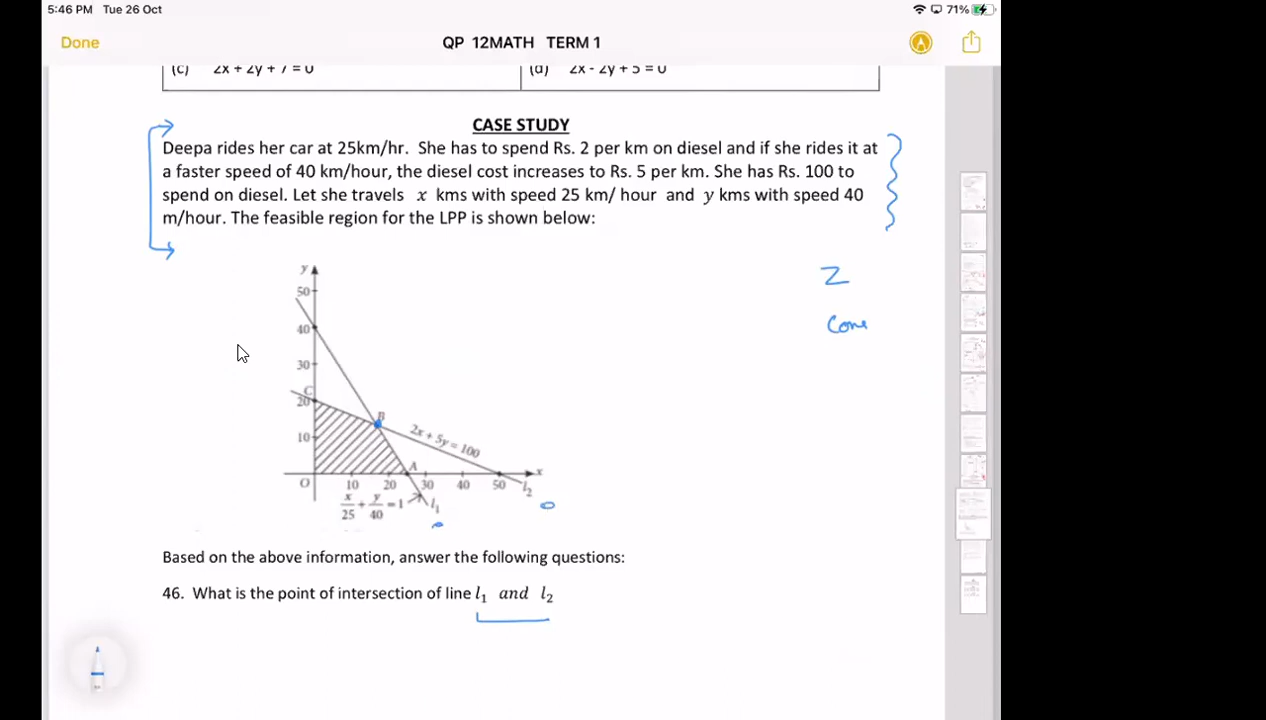 5:46 PM Tue 26 Oct 71%
Done QP 12MATH TERM 1
(c) 2x + 2y + 7 = 0 (d) 2x - 2y + 5 = 0
CASE STUDY
Deepa rides her car at 25km/hr. She has to spend Rs. 2 per km on diesel and if she rides it at
a faster speed of 40 km/hour, the diesel cost increases to Rs. 5 per km. She has Rs. 100 to
spend on diesel. Let she travels x kms with speed 25 km/ hour and y kms with speed 40
m/hour. The feasible region for the LPP is shown below:
Z
Cons
y
50
40
30
C
20
B
2x + 5y = 100
10
A
x
O 10 20 30 40 50
l₂
x/25 + y/40 = 1
l₁
Based on the above information, answer the following questions:
46. What is the point of intersection of line l₁ and l₂